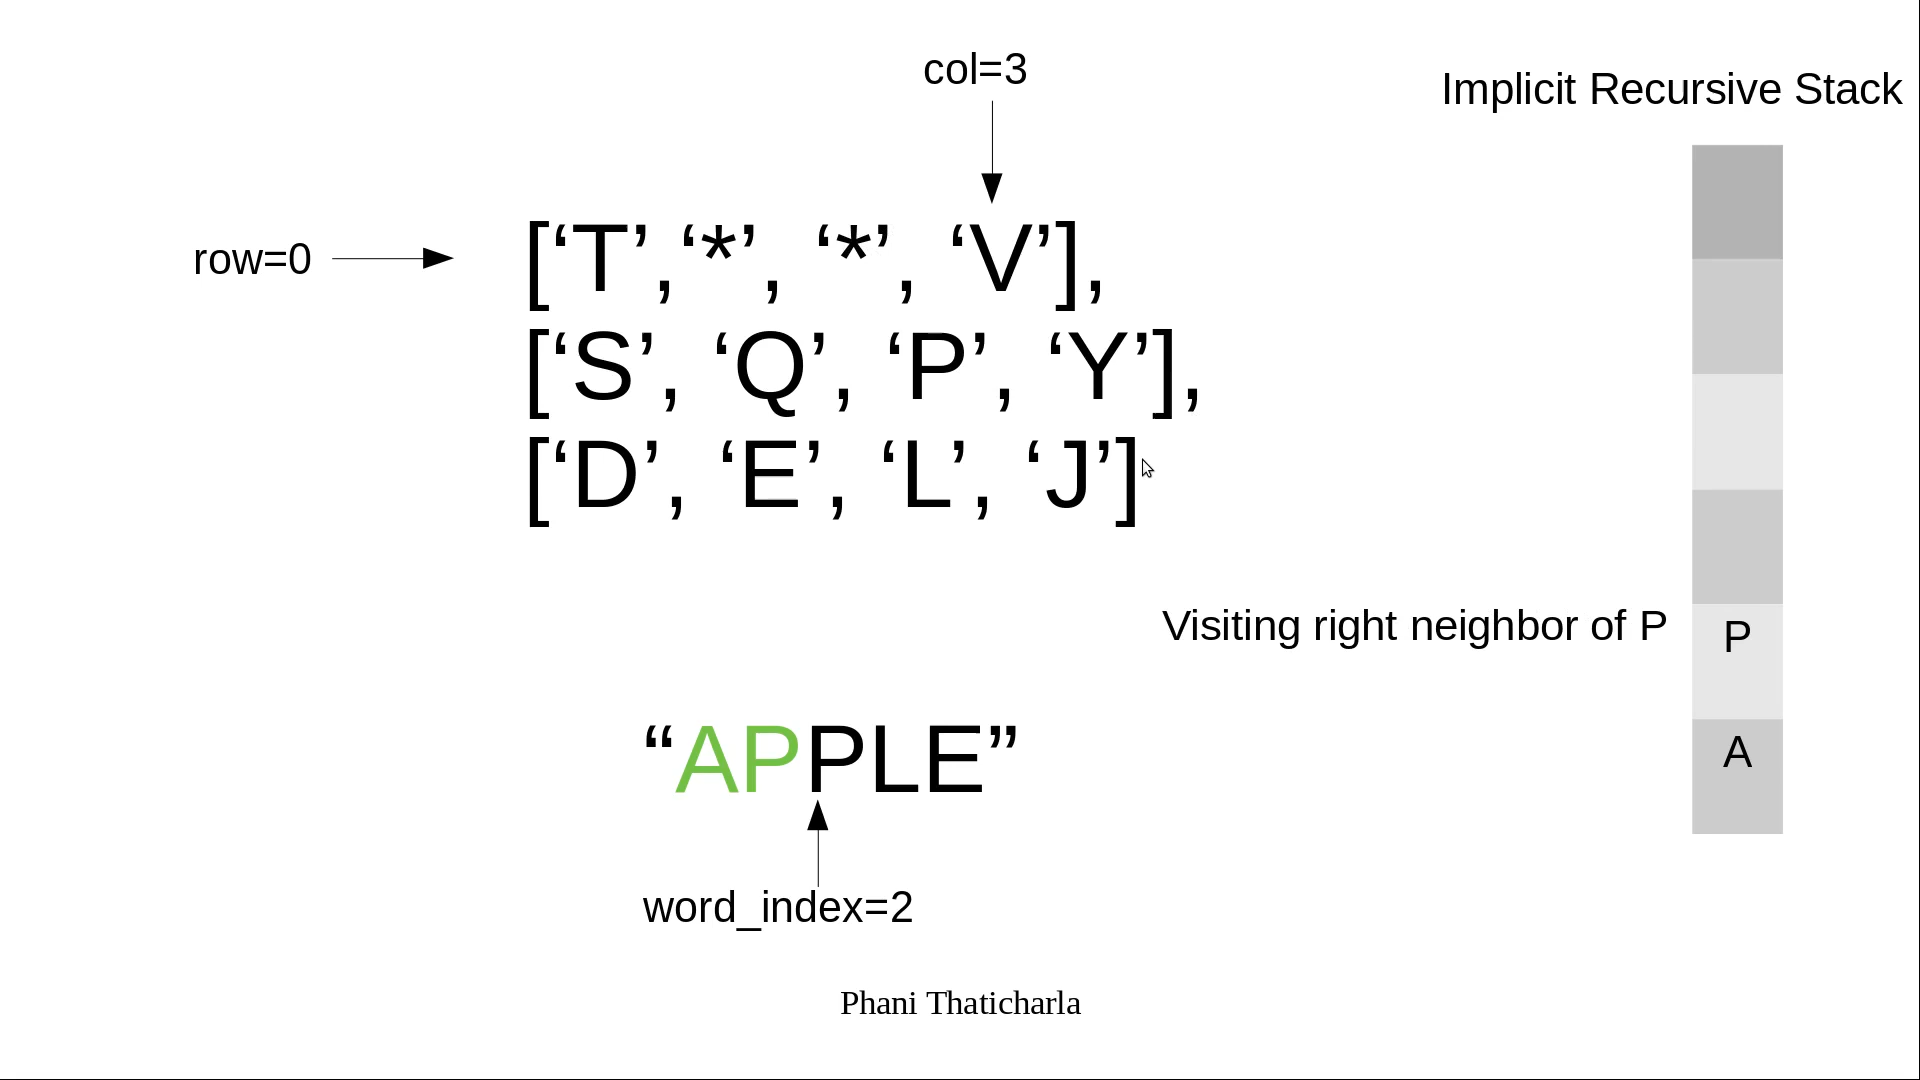 col=3
Implicit Recursive Stack
row=0
[‘T’,‘*’, ‘*’, ‘V’],
[‘S’, ‘Q’, ‘P’, ‘Y’],
[‘D’, ‘E’, ‘L’, ‘J’]
Visiting right neighbor of P
P
“APPLE”
A
word_index=2
Phani Thaticharla